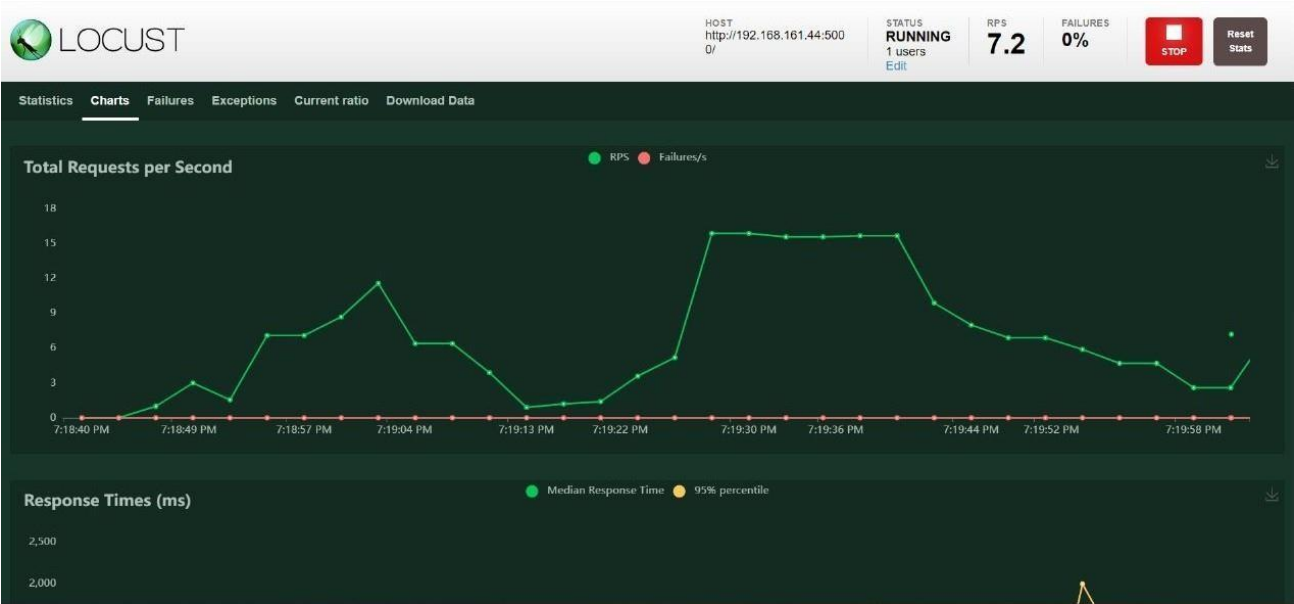 LOCUST
HOST
http://192.168.161.44:500
0/
STATUS
RUNNING
1 users
Edit
RPS
7.2
FAILURES
0%
STOP
Reset
Stats
Statistics Charts Failures Exceptions Current ratio Download Data
Total Requests per Second
RPS Failures/s
18
15
12
9
6
3
0
7:18:40 PM 7:18:49 PM 7:18:57 PM 7:19:04 PM 7:19:13 PM 7:19:22 PM 7:19:30 PM 7:19:36 PM 7:19:44 PM 7:19:52 PM 7:19:58 PM
Response Times (ms)
Median Response Time 95% percentile
2,500
2,000